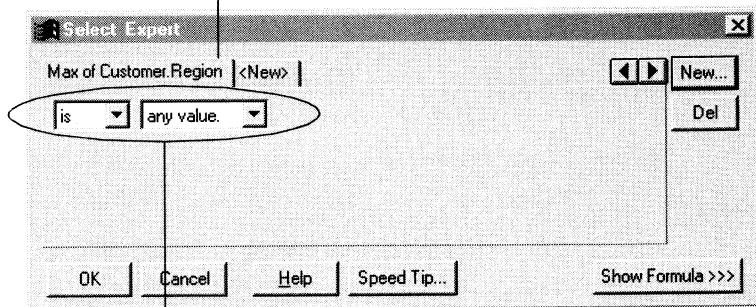 Select Expert
Max of Customer.Region <New> New...
is any value. Del
OK Cancel Help Speed Tip... Show Formula >>>